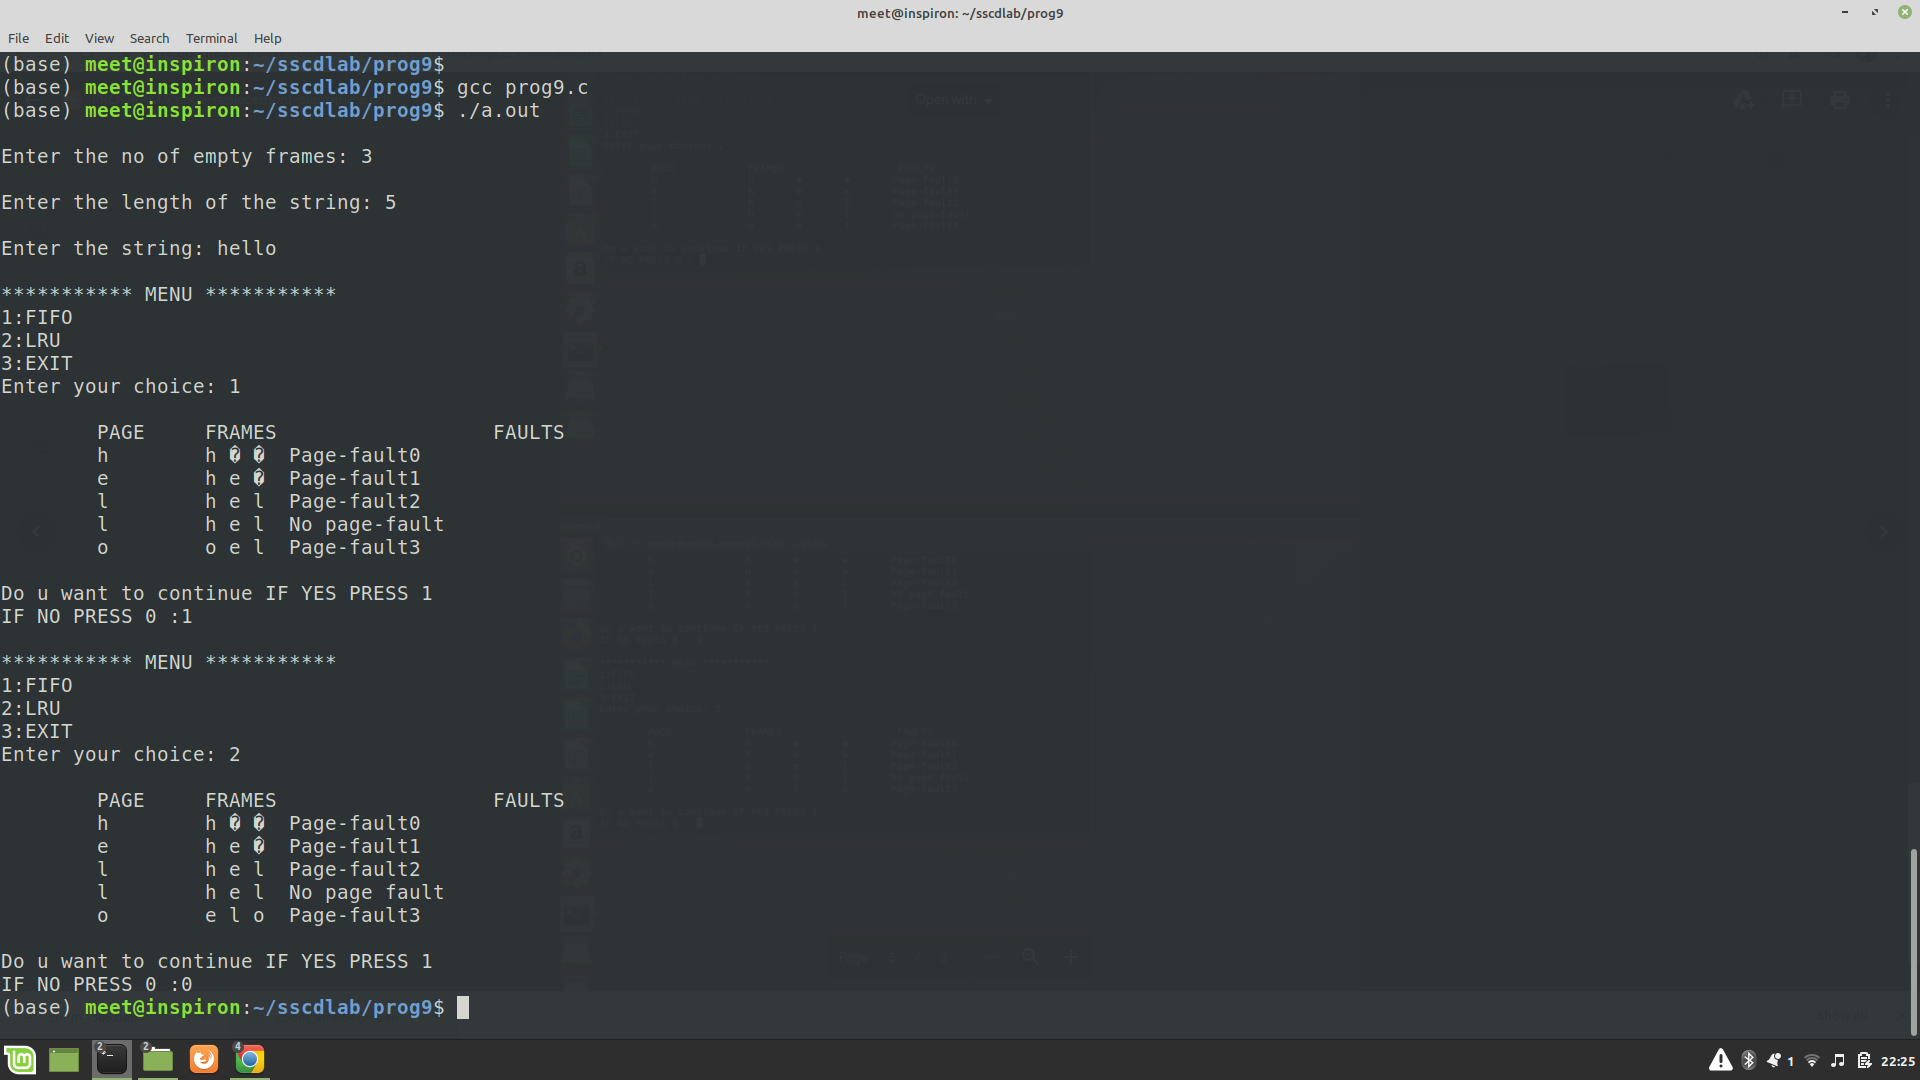 meet@inspiron: ~/sscdlab/prog9
File Edit View Search Terminal Help
(base) meet@inspiron:~/sscdlab/prog9$
(base) meet@inspiron:~/sscdlab/prog9$ gcc prog9.c
(base) meet@inspiron:~/sscdlab/prog9$ ./a.out
Enter the no of empty frames: 3
Enter the length of the string: 5
Enter the string: hello
*********** MENU ***********
1:FIFO
2:LRU
3:EXIT
Enter your choice: 1
PAGE FRAMES FAULTS
h h � � Page-fault0
e h e � Page-fault1
l h e l Page-fault2
l h e l No page-fault
o o e l Page-fault3
Do u want to continue IF YES PRESS 1
IF NO PRESS 0 :1
*********** MENU ***********
1:FIFO
2:LRU
3:EXIT
Enter your choice: 2
PAGE FRAMES FAULTS
h h � � Page-fault0
e h e � Page-fault1
l h e l Page-fault2
l h e l No page fault
o e l o Page-fault3
Do u want to continue IF YES PRESS 1
IF NO PRESS 0 :0
(base) meet@inspiron:~/sscdlab/prog9$
Open with
2 2 4 1 22:25